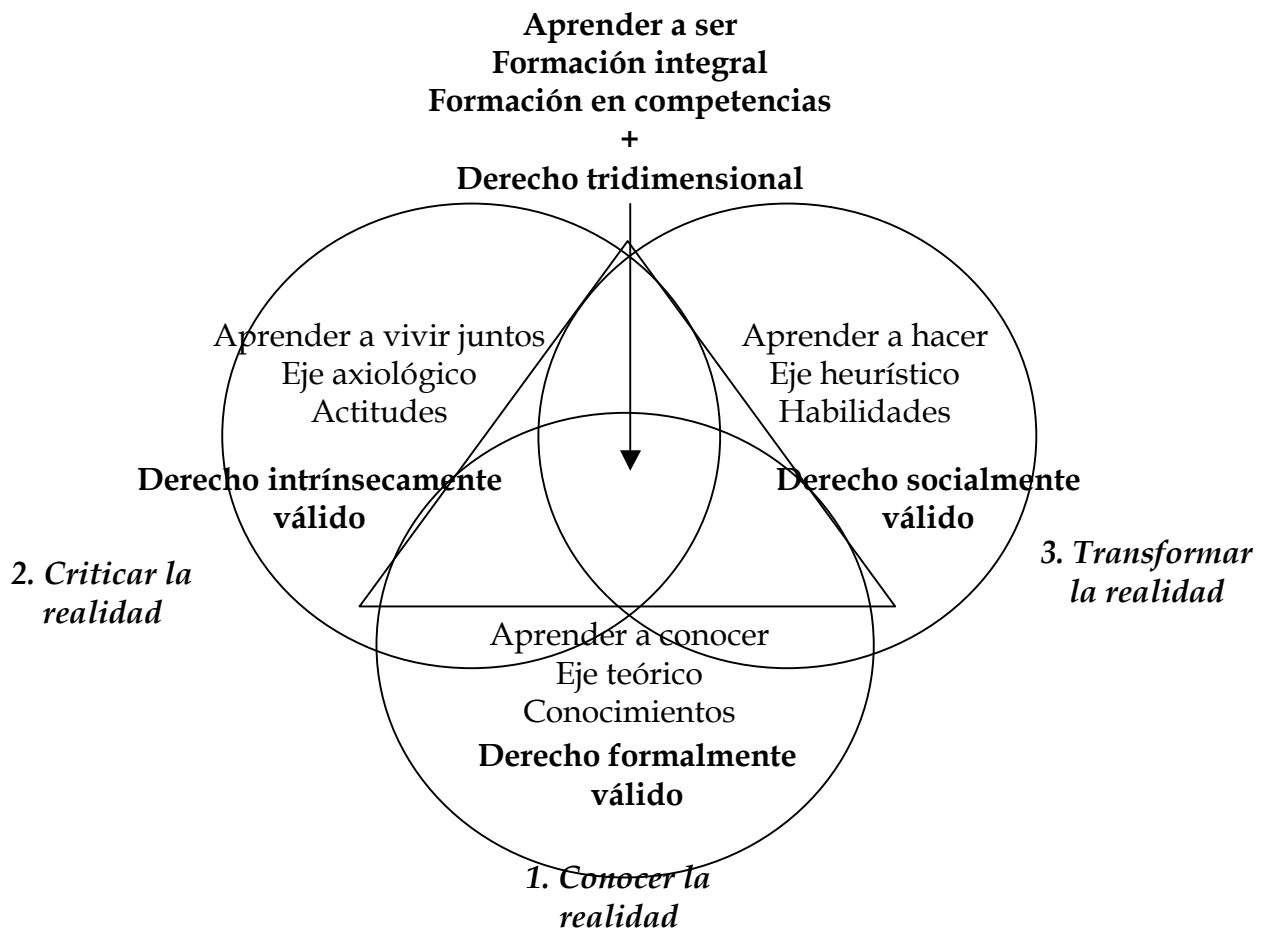 Aprender a ser
Formación integral
Formación en competencias
+
Derecho tridimensional
Aprender a vivir juntos
Eje axiológico
Actitudes
Derecho intrínsecamente
válido
2. Criticar la
realidad
Aprender a hacer
Eje heurístico
Habilidades
Derecho socialmente
válido
3. Transformar
la realidad
Aprender a conocer
Eje teórico
Conocimientos
Derecho formalmente
válido
1. Conocer la
realidad